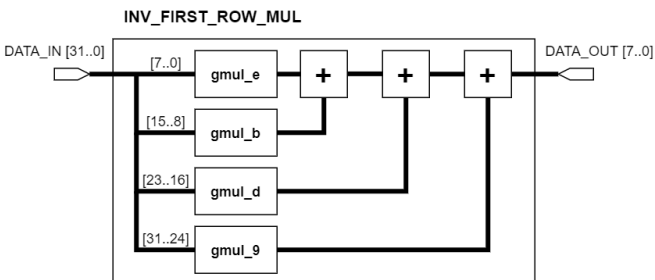 INV_FIRST_ROW_MUL
DATA_IN [31..0]
DATA_OUT [7..0]
[7..0]
gmul_e
+
+
+
[15..8]
gmul_b
[23..16]
gmul_d
[31..24]
gmul_9